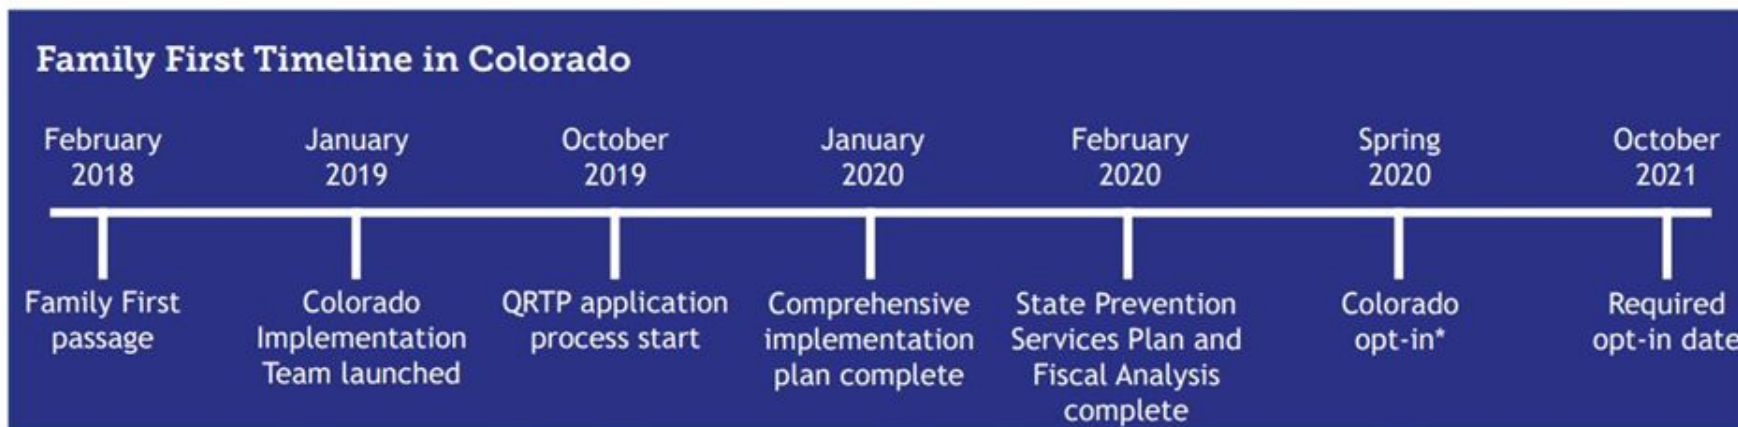 Family First Timeline in Colorado
February
2018
January
2019
October
2019
January
2020
February
2020
Spring
2020
October
2021
Family First
passage
Colorado
Implementation
Team launched
QRTP application
process start
Comprehensive
implementation
plan complete
State Prevention
Services Plan and
Fiscal Analysis
complete
Colorado
opt-in*
Required
opt-in date